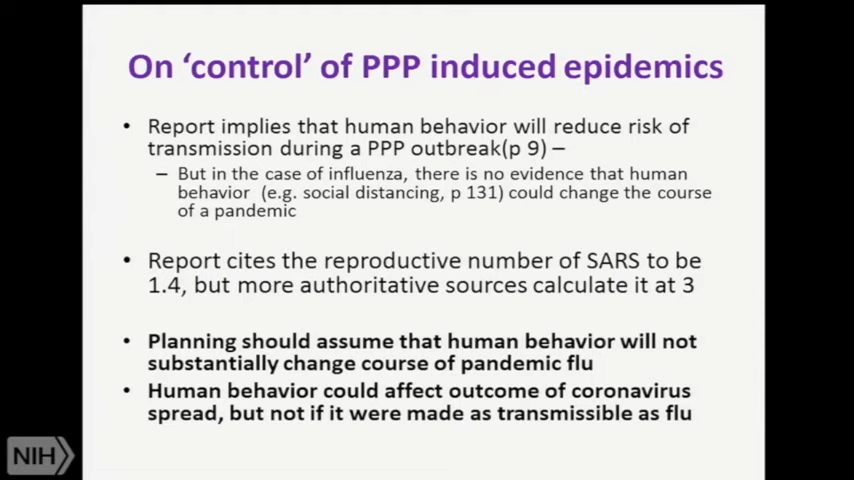 On ‘control’ of PPP induced epidemics
• Report implies that human behavior will reduce risk of
transmission during a PPP outbreak(p 9) –
– But in the case of influenza, there is no evidence that human
behavior (e.g. social distancing, p 131) could change the course
of a pandemic
• Report cites the reproductive number of SARS to be
1.4, but more authoritative sources calculate it at 3
• Planning should assume that human behavior will not
substantially change course of pandemic flu
• Human behavior could affect outcome of coronavirus
spread, but not if it were made as transmissible as flu
NIH